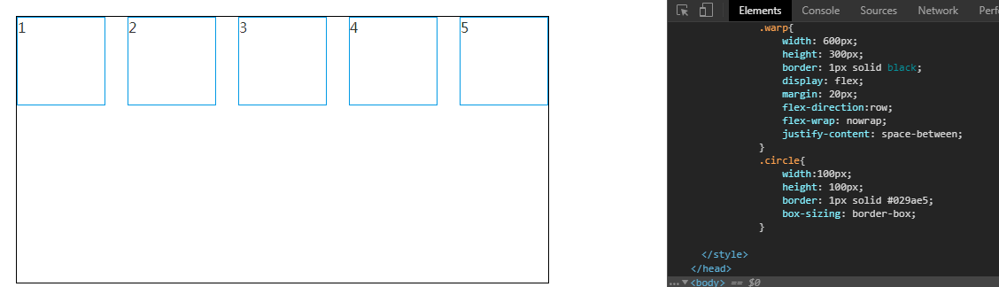 1 2 3 4 5
Elements Console Sources Network Perf
.warp{
width: 600px;
height: 300px;
border: 1px solid black;
display: flex;
margin: 20px;
flex-direction:row;
flex-wrap: nowrap;
justify-content: space-between;
}
.circle{
width:100px;
height: 100px;
border: 1px solid #029ae5;
box-sizing: border-box;
}
</style>
</head>
…▼<body> == $0